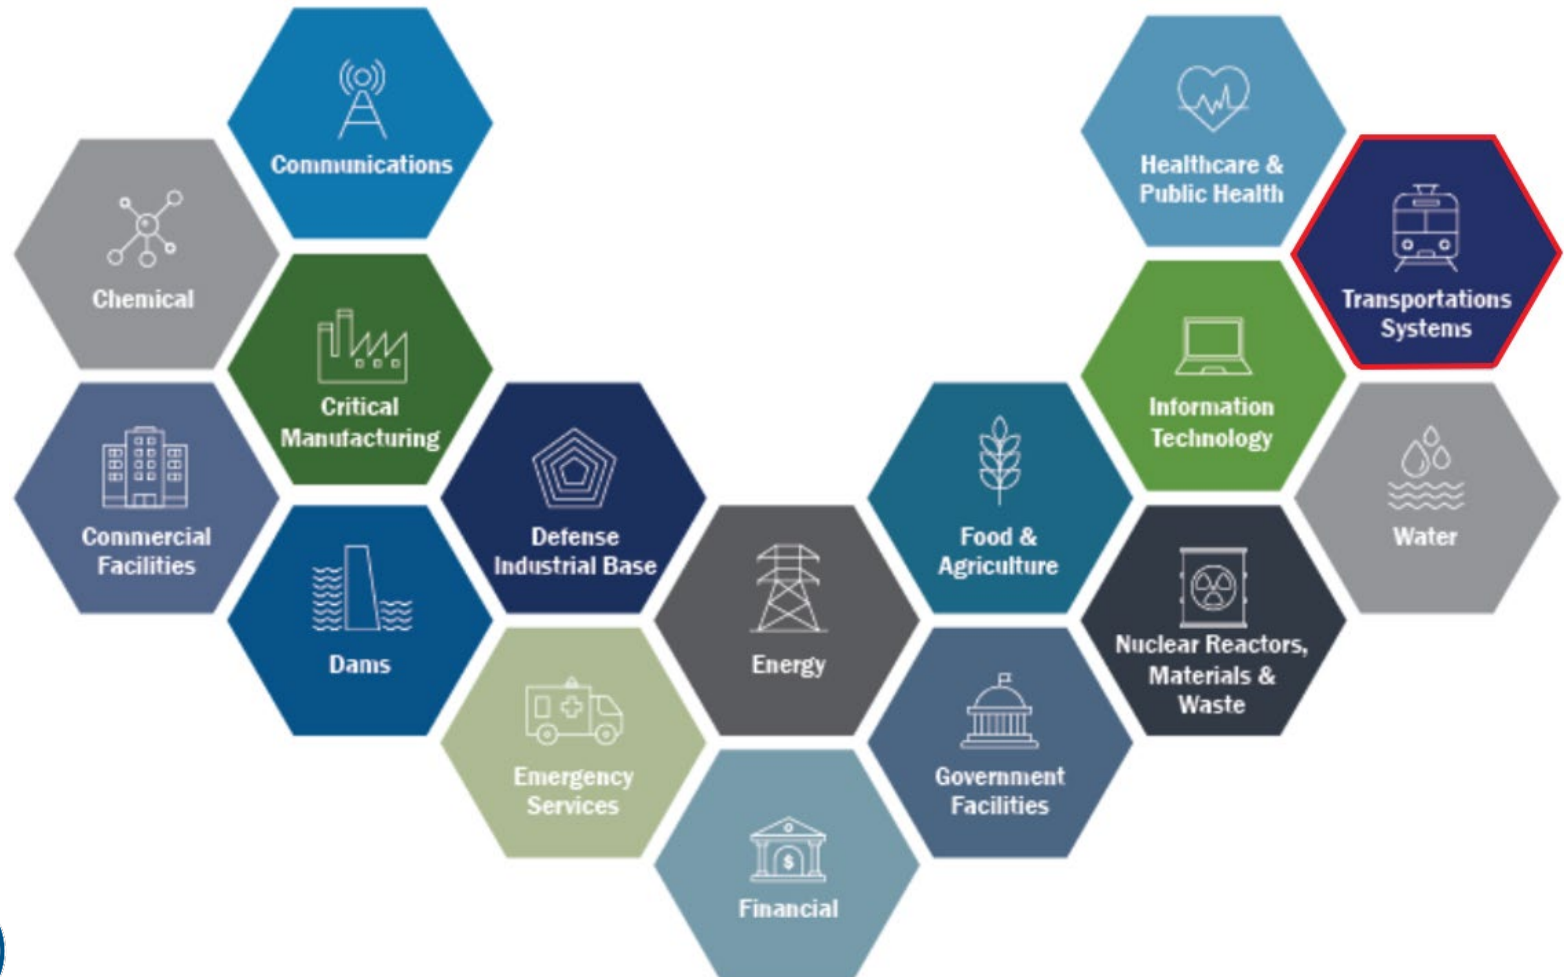 Communications
Healthcare &
Public Health
Chemical
Transportations
Systems
Critical
Manufacturing
Information
Technology
Commercial
Facilities
Defense
Industrial Base
Food &
Agriculture
Water
Dams
Energy
Nuclear Reactors,
Materials &
Waste
Emergency
Services
Government
Facilities
$
Financial